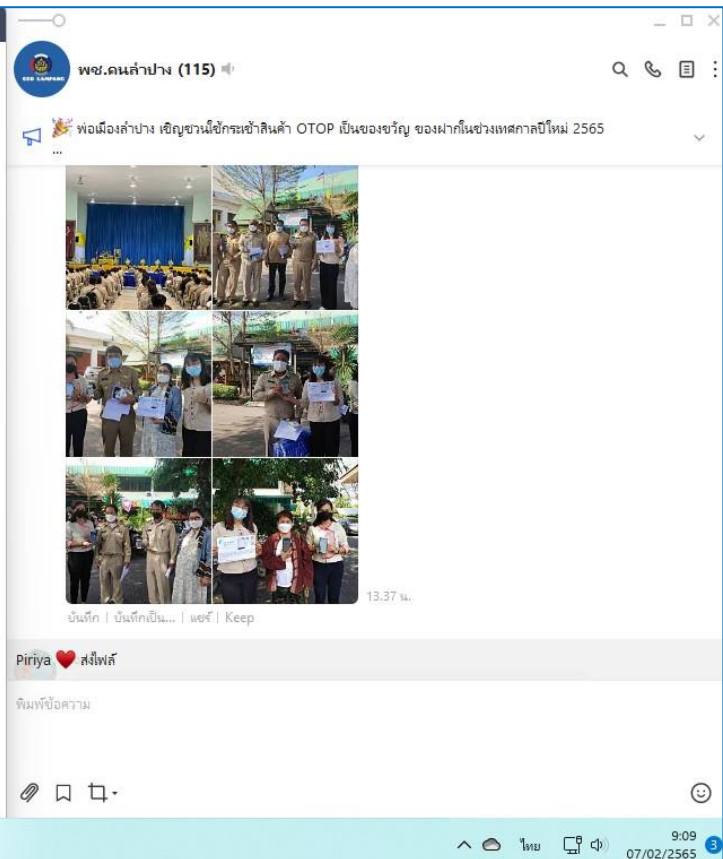 พช.คนลำปาง (115)
CDD LAMPANG
🎉 พ่อเมืองลำปาง เชิญชวนใช้กระเช้าสินค้า OTOP เป็นของขวัญ ของฝากในช่วงเทศกาลปีใหม่ 2565
...
13.37 น.
บันทึก | บันทึกเป็น... | แชร์ | Keep
Piriya ❤️ ส่งไฟล์
พิมพ์ข้อความ
ไทย
9:09
07/02/2565
3